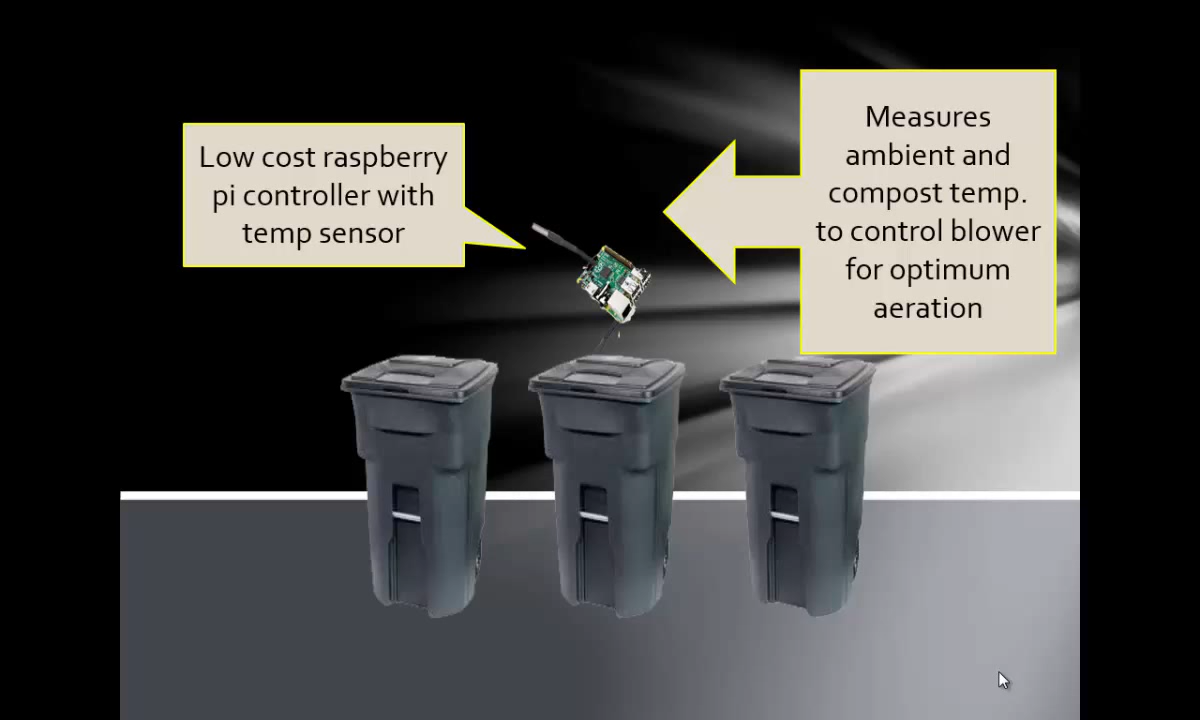 Low cost raspberry
pi controller with
temp sensor
Measures
ambient and
compost temp.
to control blower
for optimum
aeration